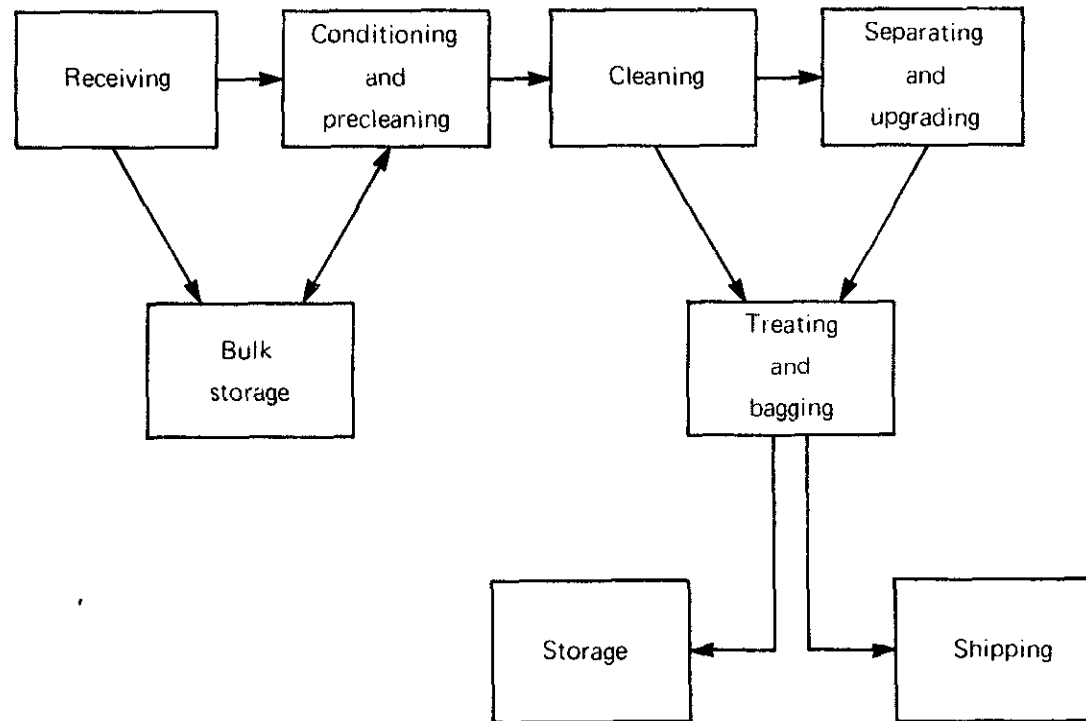 Receiving
Conditioning
and
precleaning
Cleaning
Separating
and
upgrading
Bulk
storage
Treating
and
bagging
Storage
Shipping